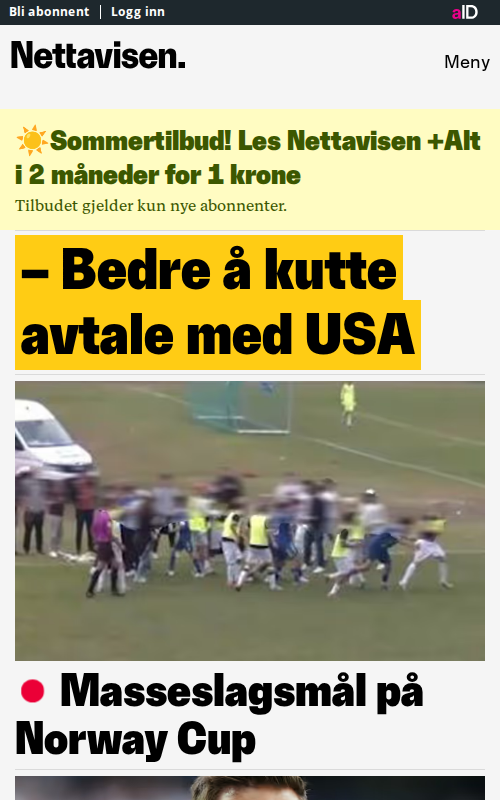 Bli abonnent
Logg inn
aID
Nettavisen.
Meny
Sommertilbud! Les Nettavisen +Alt
i 2 måneder for 1 krone
Tilbudet gjelder kun nye abonnenter.
– Bedre å kutte
avtale med USA
Masseslagsmål på
Norway Cup